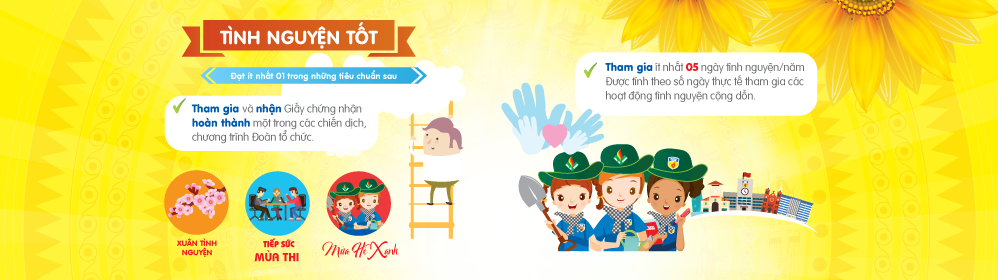 TÌNH NGUYỆN TỐT
Đạt ít nhất 01 trong những tiêu chuẩn sau
Tham gia và nhận Giấy chứng nhận
hoàn thành một trong các chiến dịch,
chương trình Đoàn tổ chức.
XUÂN TÌNH
NGUYỆN
TIẾP SỨC
MÙA THI
Mùa Hè Xanh
Tham gia ít nhất 05 ngày tình nguyện/năm
Được tính theo số ngày thực tế tham gia các
hoạt động tình nguyện cộng dồn.